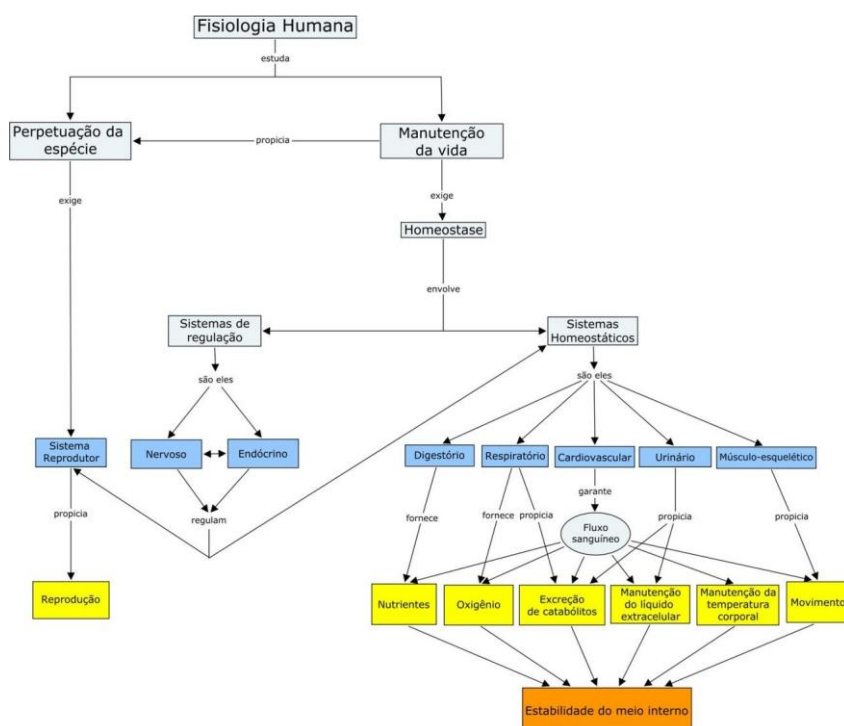 Fisiologia Humana
estuda
Perpetuação da
espécie
propicia
Manutenção
da vida
exige
exige
Homeostase
envolve
Sistemas de
regulação
Sistemas
Homeostáticos
são eles
são eles
Sistema
Reprodutor
Nervoso
Endócrino
Digestório
Respiratório
Cardiovascular
Urinário
Músculo-esquelético
garante
propicia
regulam
fornece
fornece
propicia
Fluxo
sanguíneo
propicia
propicia
Reprodução
Nutrientes
Oxigênio
Excreção
de catabólitos
Manutenção
do líquido
extracelular
Manutenção da
temperatura
corporal
Movimento
Estabilidade do meio interno